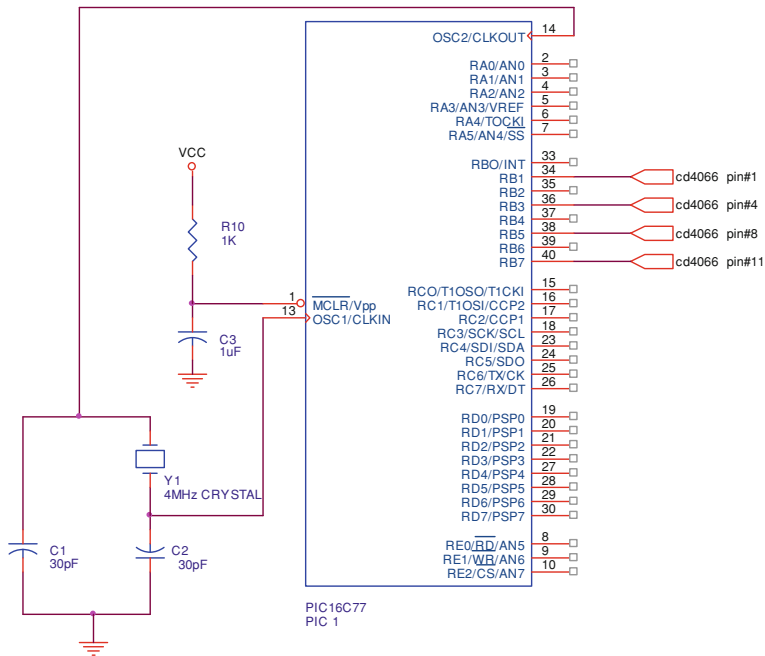 OSC2/CLKOUT 14
RA0/AN0 2
RA1/AN1 3
RA2/AN2 4
RA3/AN3/VREF 5
RA4/TOCKI 6
RA5/AN4/SS 7
VCC
R10
1K
RBO/INT 33
RB1 34 cd4066 pin#1
RB2 35
RB3 36 cd4066 pin#4
RB4 37
RB5 38 cd4066 pin#8
RB6 39
RB7 40 cd4066 pin#11
1 MCLR/Vpp
13 OSC1/CLKIN
C3
1uF
RCO/T1OSO/T1CKI 15
RC1/T1OSI/CCP2 16
RC2/CCP1 17
RC3/SCK/SCL 18
RC4/SDI/SDA 23
RC5/SDO 24
RC6/TX/CK 25
RC7/RX/DT 26
RD0/PSP0 19
RD1/PSP1 20
RD2/PSP2 21
RD3/PSP3 22
RD4/PSP4 27
RD5/PSP5 28
RD6/PSP6 29
RD7/PSP7 30
Y1
4MHz CRYSTAL
C1
30pF
C2
30pF
RE0/RD/AN5 8
RE1/WR/AN6 9
RE2/CS/AN7 10
PIC16C77
PIC 1